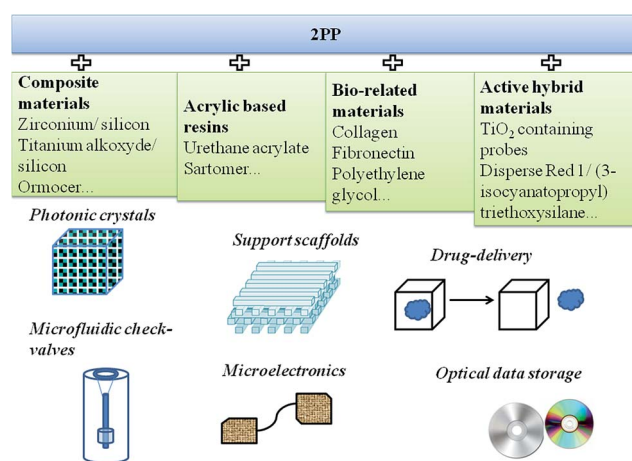 2PP
Composite
materials
Zirconium/ silicon
Titanium alkoxyde/
silicon
Ormocer...
Acrylic based
resins
Urethane acrylate
Sartomer...
Bio-related
materials
Collagen
Fibronectin
Polyethylene
glycol...
Active hybrid
materials
TiO₂ containing
probes
Disperse Red 1/ (3-
isocyanatopropyl)
triethoxysilane...
Photonic crystals
Support scaffolds
Drug-delivery
Microfluidic check-
valves
Microelectronics
Optical data storage